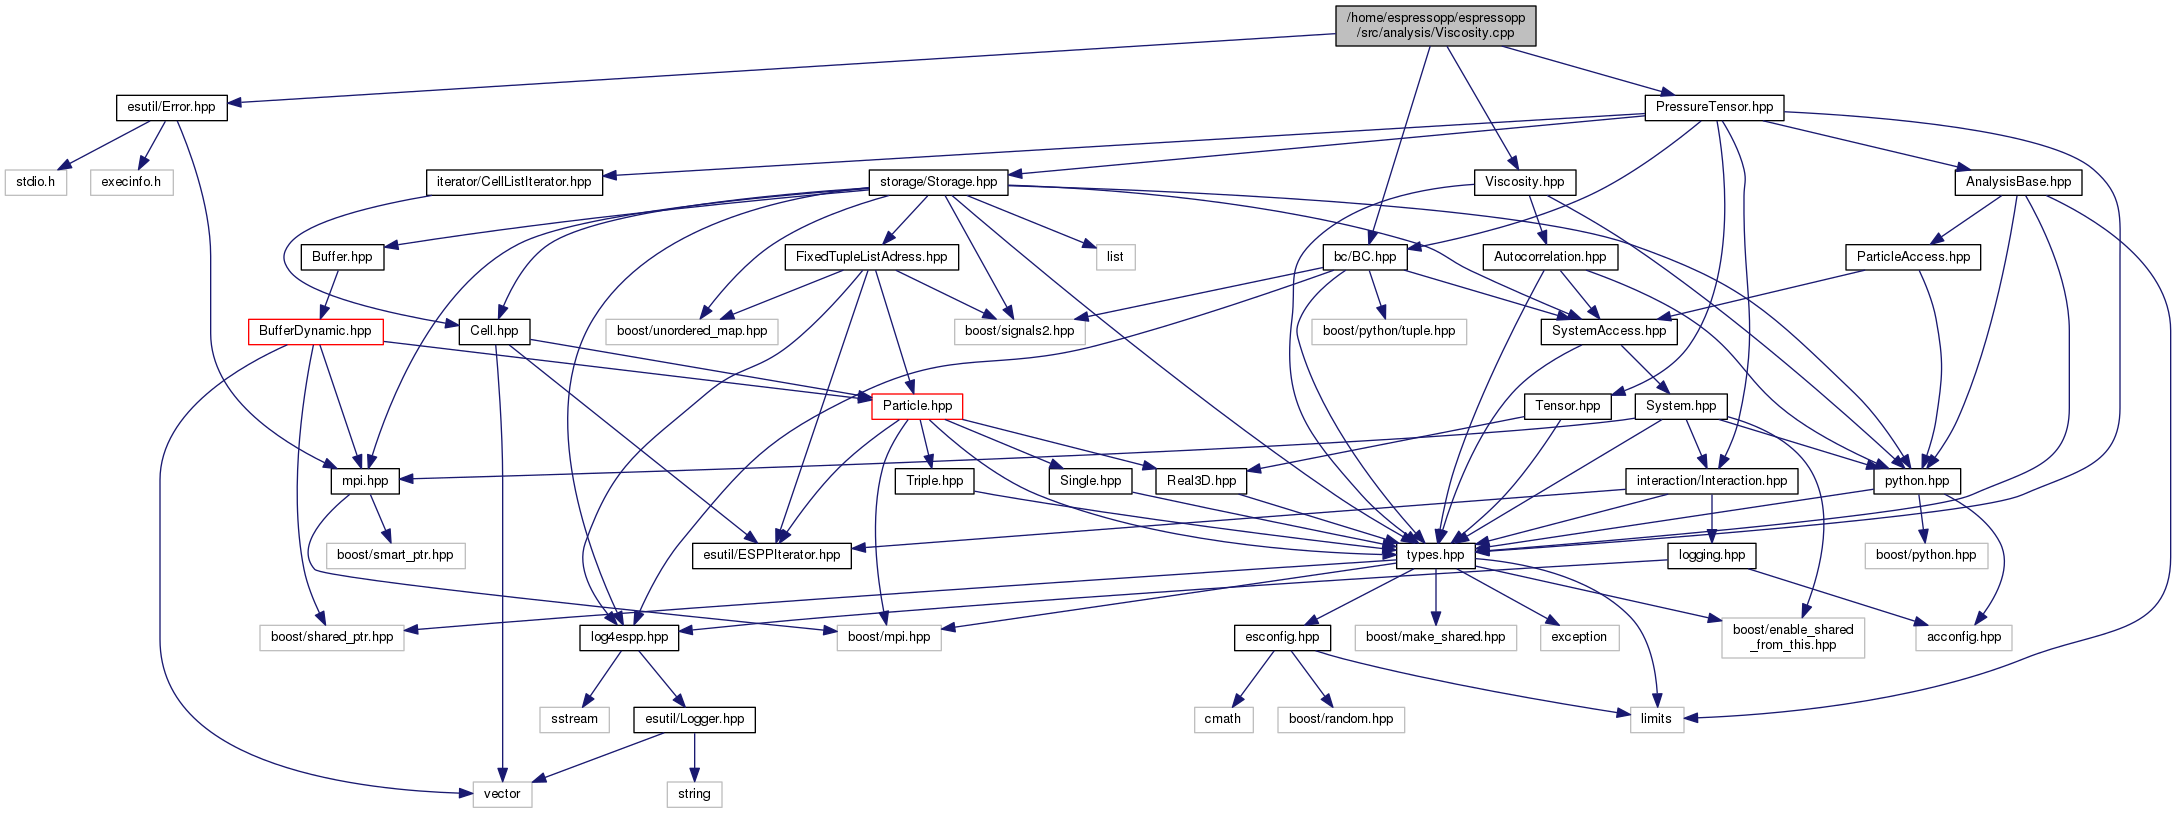 /home/espressopp/espressopp
/src/analysis/Viscosity.cpp
esutil/Error.hpp
PressureTensor.hpp
stdio.h
execinfo.h
iterator/CellListIterator.hpp
storage/Storage.hpp
Viscosity.hpp
AnalysisBase.hpp
Buffer.hpp
FixedTupleListAdress.hpp
list
bc/BC.hpp
Autocorrelation.hpp
ParticleAccess.hpp
BufferDynamic.hpp
Cell.hpp
boost/unordered_map.hpp
boost/signals2.hpp
boost/python/tuple.hpp
SystemAccess.hpp
Particle.hpp
Tensor.hpp
System.hpp
mpi.hpp
Triple.hpp
Single.hpp
Real3D.hpp
interaction/Interaction.hpp
python.hpp
boost/smart_ptr.hpp
esutil/ESPPIterator.hpp
types.hpp
logging.hpp
boost/python.hpp
boost/shared_ptr.hpp
log4espp.hpp
boost/mpi.hpp
esconfig.hpp
boost/make_shared.hpp
exception
boost/enable_shared
_from_this.hpp
acconfig.hpp
sstream
esutil/Logger.hpp
cmath
boost/random.hpp
limits
vector
string